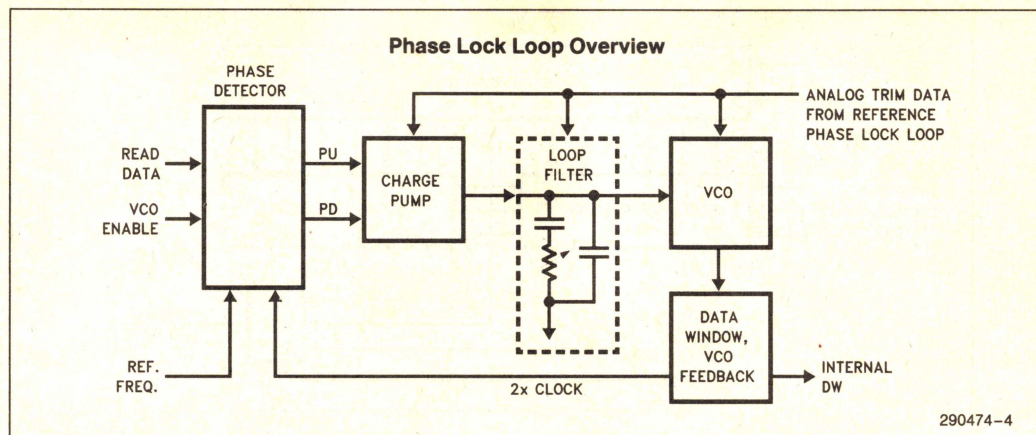 Phase Lock Loop Overview
PHASE
DETECTOR
READ
DATA
VCO
ENABLE
PU
PD
CHARGE
PUMP
LOOP
FILTER
VCO
ANALOG TRIM DATA
FROM REFERENCE
PHASE LOCK LOOP
DATA
WINDOW,
VCO
FEEDBACK
REF.
FREQ.
2x CLOCK
INTERNAL
DW
290474–4